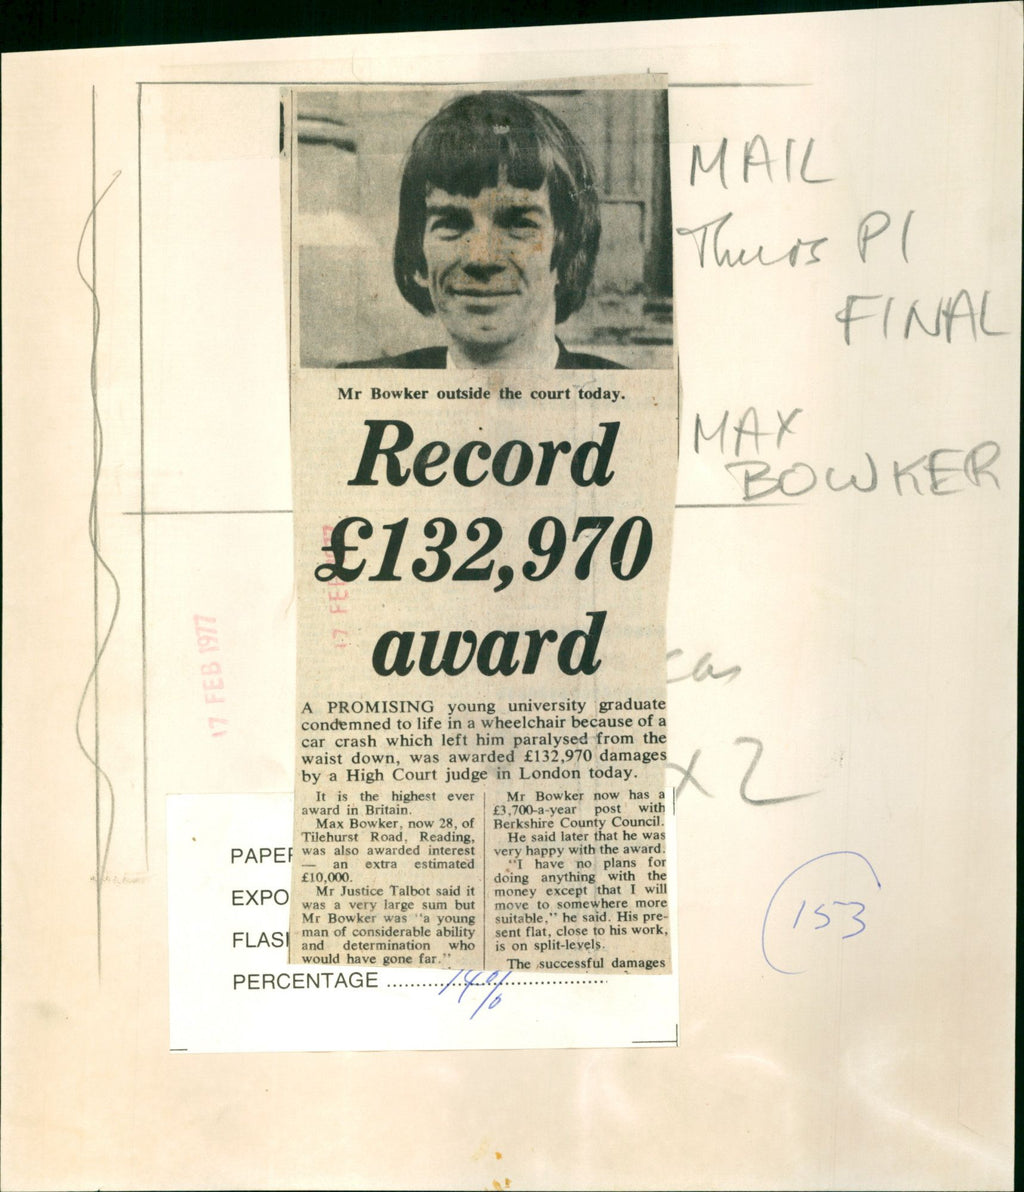 MAIL
Thurs P1
FINAL
MAX
BOWKER
Mr Bowker outside the court today.
Record
£132,970
award
17 FEB 1977
17 FEB 1977
A PROMISING young university graduate
condemned to life in a wheelchair because of a
car crash which left him paralysed from the
waist down, was awarded £132,970 damages
by a High Court judge in London today.
It is the highest ever
award in Britain.
Max Bowker, now 28, of
Tilehurst Road, Reading,
was also awarded interest
— an extra estimated
£10,000.
Mr Justice Talbot said it
was a very large sum but
Mr Bowker was "a young
man of considerable ability
and determination who
would have gone far."
Mr Bowker now has a
£3,700-a-year post with
Berkshire County Council.
He said later that he was
very happy with the award.
"I have no plans for
doing anything with the
money except that I will
move to somewhere more
suitable," he said. His pre-
sent flat, close to his work,
is on split-levels.
The successful damages
x2
153
PAPER
EXPO
FLASH
PERCENTAGE 14%